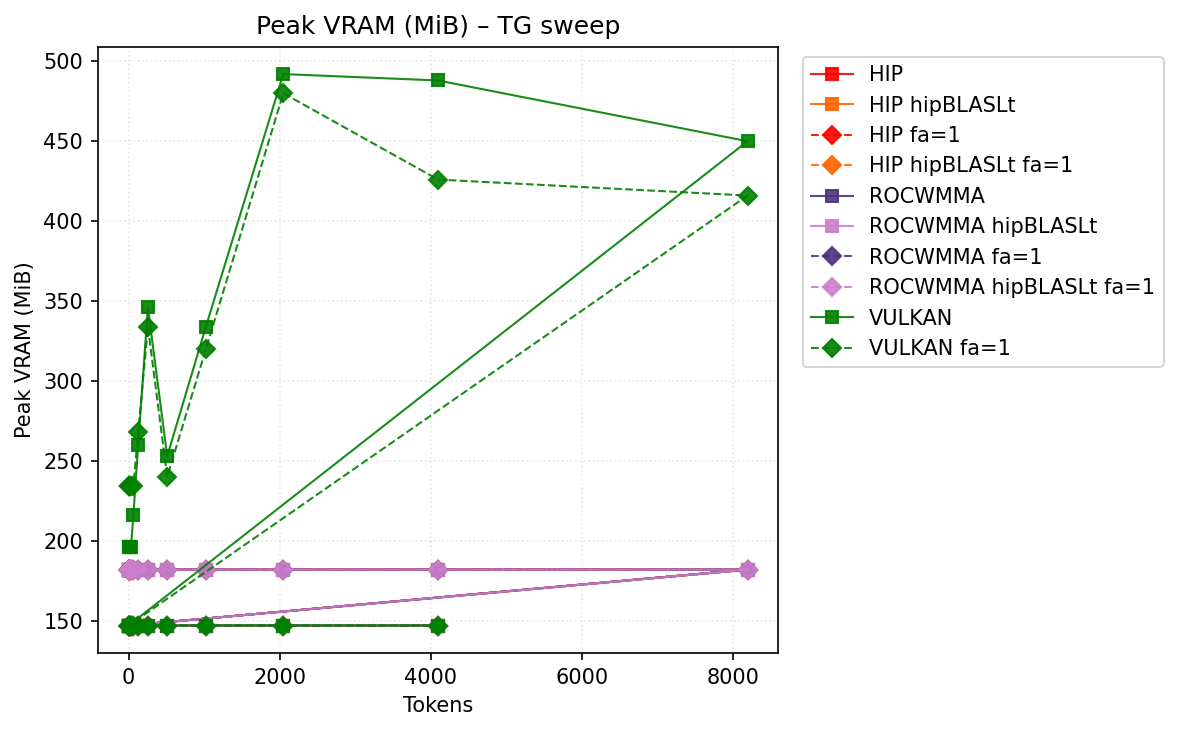 Peak VRAM (MiB) – TG sweep
Peak VRAM (MiB)
500
450
400
350
300
250
200
150
0
2000
4000
6000
8000
Tokens
HIP
HIP hipBLASLt
HIP fa=1
HIP hipBLASLt fa=1
ROCWMMA
ROCWMMA hipBLASLt
ROCWMMA fa=1
ROCWMMA hipBLASLt fa=1
VULKAN
VULKAN fa=1